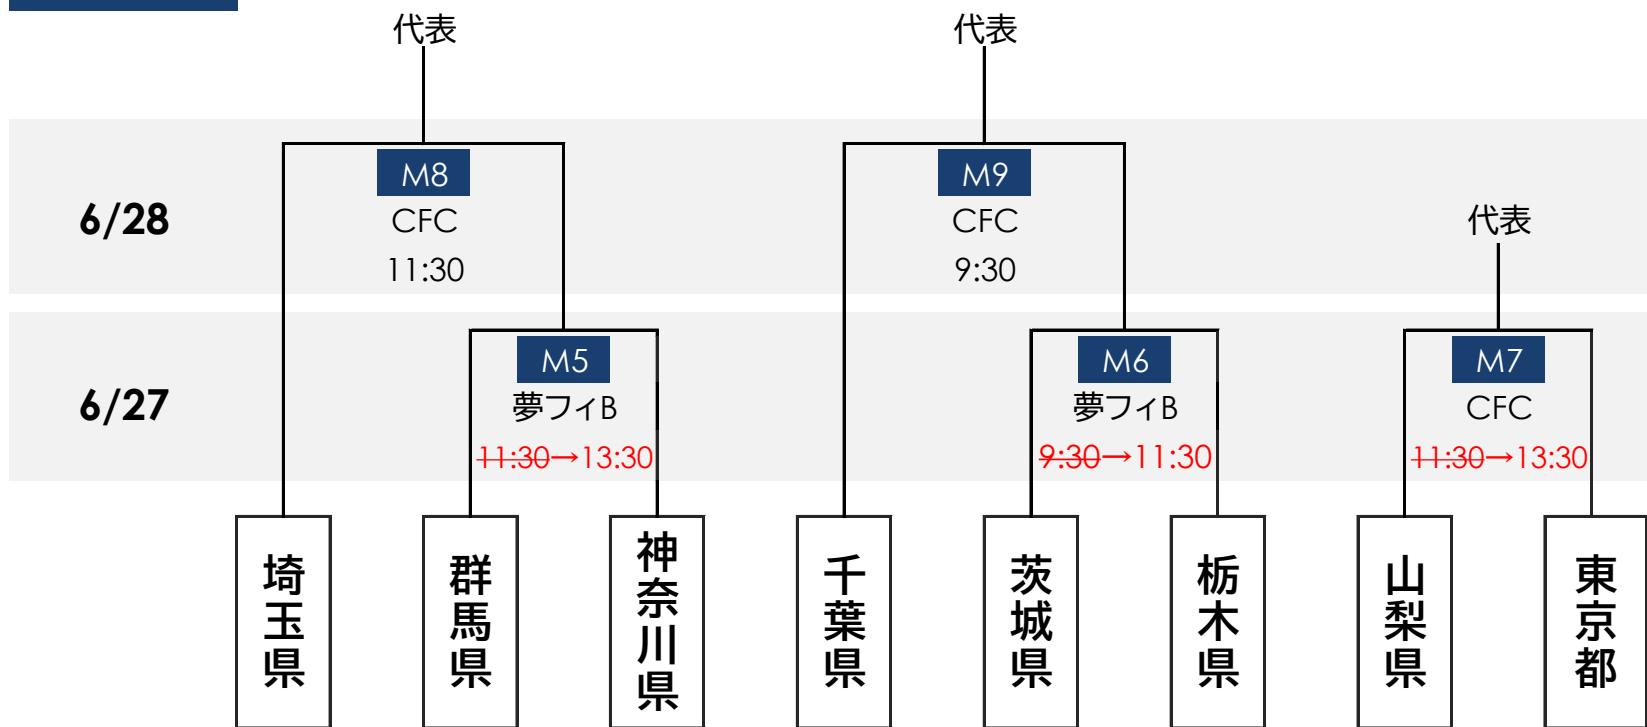 代表
代表
M8
M9
6/28
CFC
CFC
代表
11:30
9:30
M5
M6
M7
6/27
夢フィB
夢フィB
CFC
11:30→13:30
9:30→11:30
11:30→13:30
埼玉県
群馬県
神奈川県
千葉県
茨城県
栃木県
山梨県
東京都